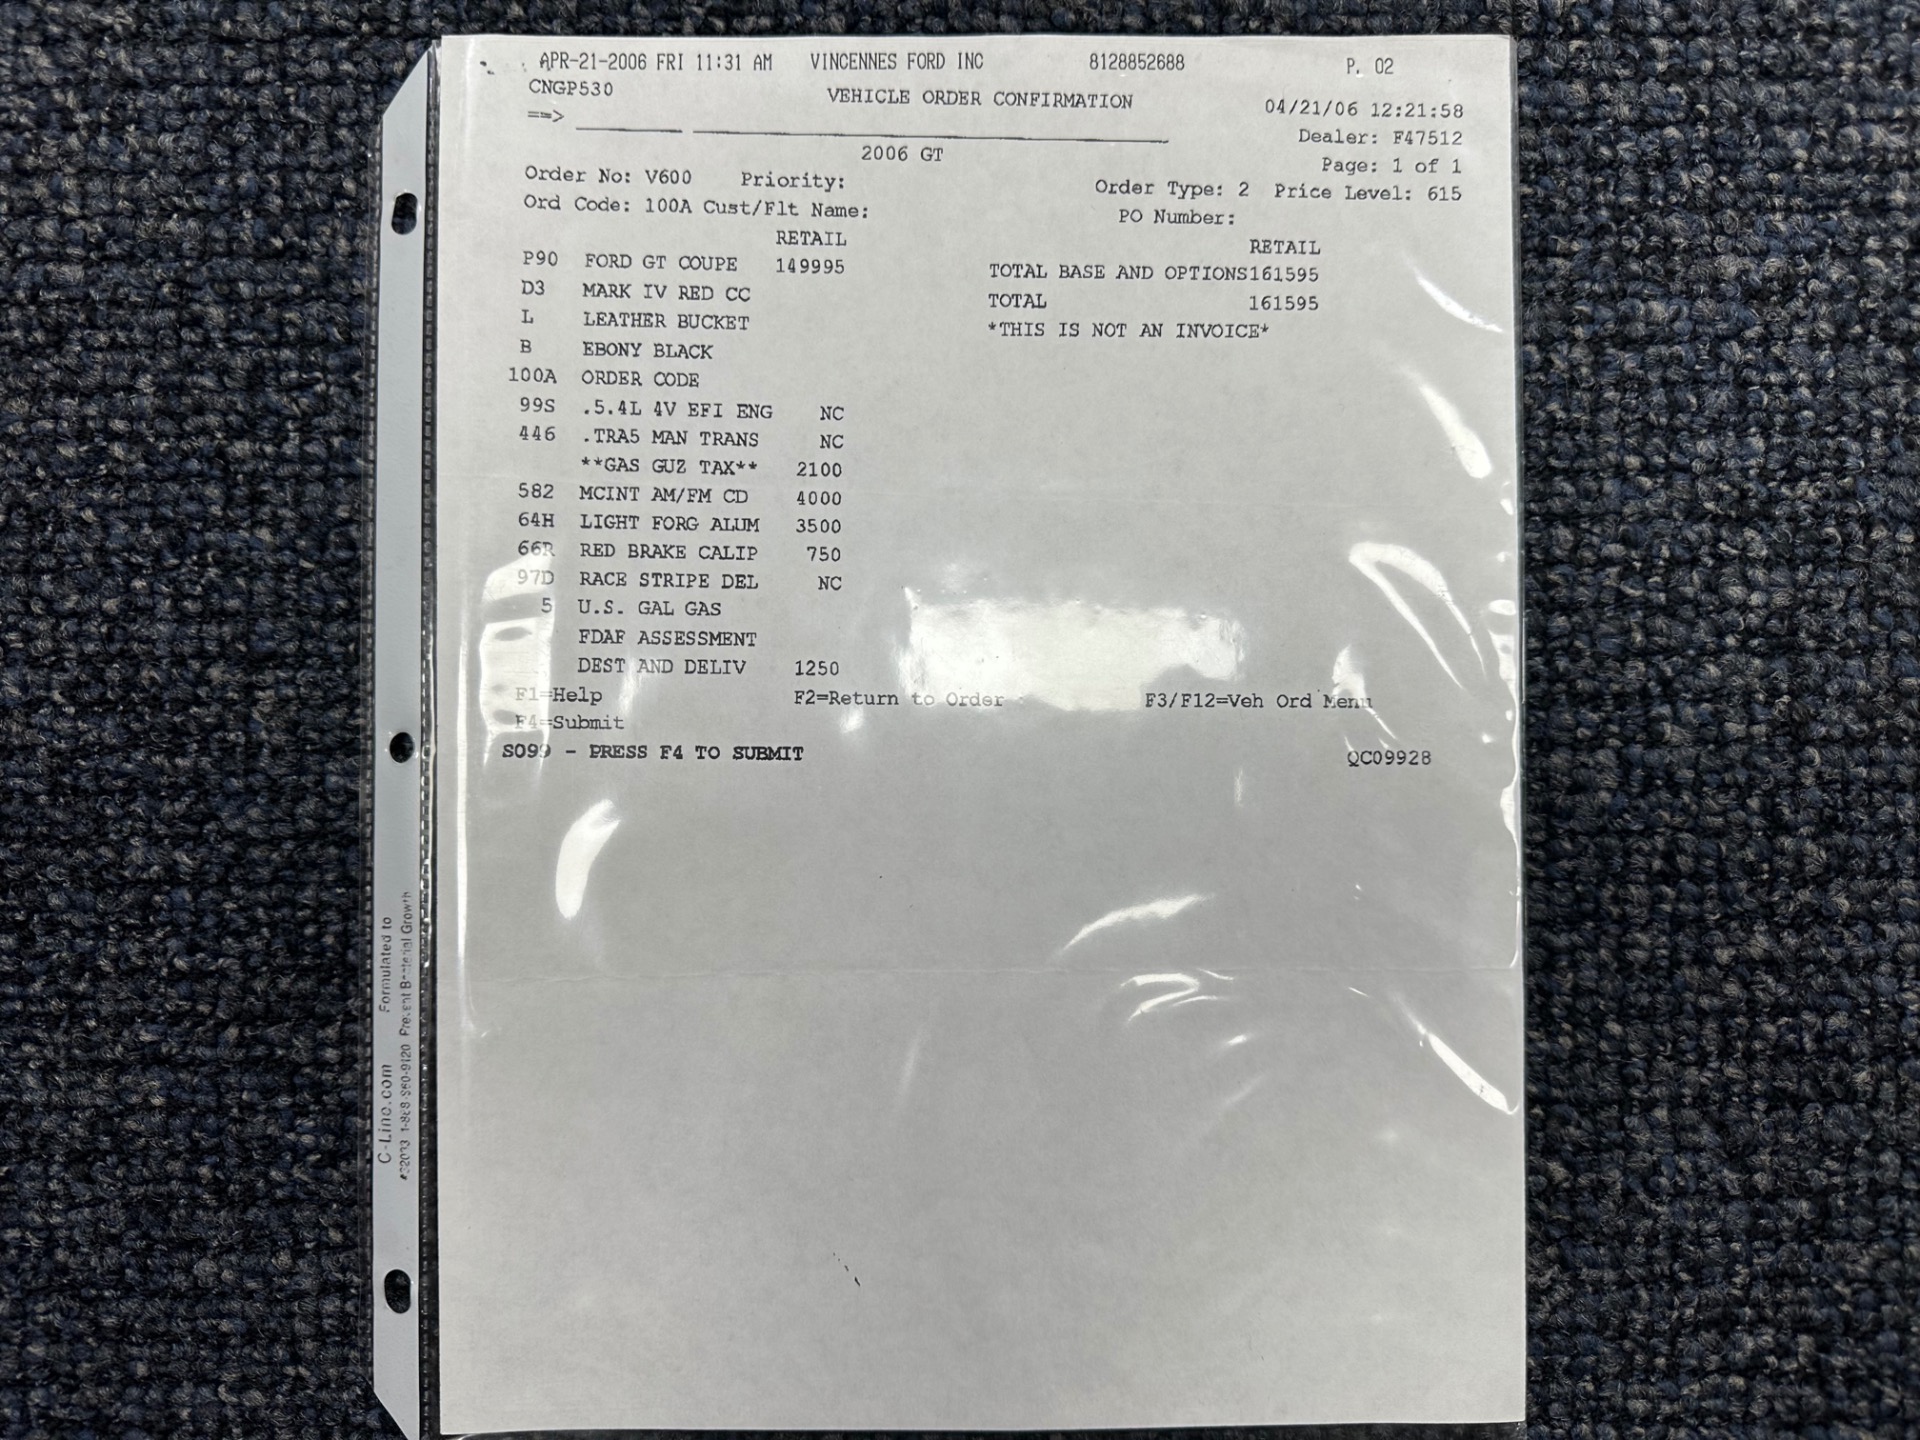 APR-21-2006 FRI 11:31 AM VINCENNES FORD INC 8128852688 P. 02
CNGP530 VEHICLE ORDER CONFIRMATION 04/21/06 12:21:58
==> Dealer: F47512
2006 GT Page: 1 of 1
Order No: V600 Priority: Order Type: 2 Price Level: 615
Ord Code: 100A Cust/Flt Name: PO Number:
RETAIL RETAIL
P90 FORD GT COUPE 149995 TOTAL BASE AND OPTIONS161595
D3 MARK IV RED CC TOTAL 161595
L LEATHER BUCKET *THIS IS NOT AN INVOICE*
B EBONY BLACK
100A ORDER CODE
99S .5.4L 4V EFI ENG NC
446 .TRA5 MAN TRANS NC
**GAS GUZ TAX** 2100
582 MCINT AM/FM CD 4000
64H LIGHT FORG ALUM 3500
66R RED BRAKE CALIP 750
97D RACE STRIPE DEL NC
5 U.S. GAL GAS
FDAF ASSESSMENT
DEST AND DELIV 1250
F1=Help F2=Return to Order F3/F12=Veh Ord Menu
F4=Submit
S099 - PRESS F4 TO SUBMIT QC09928
C-Line.com Formulated to
Prevent Bacterial Growth